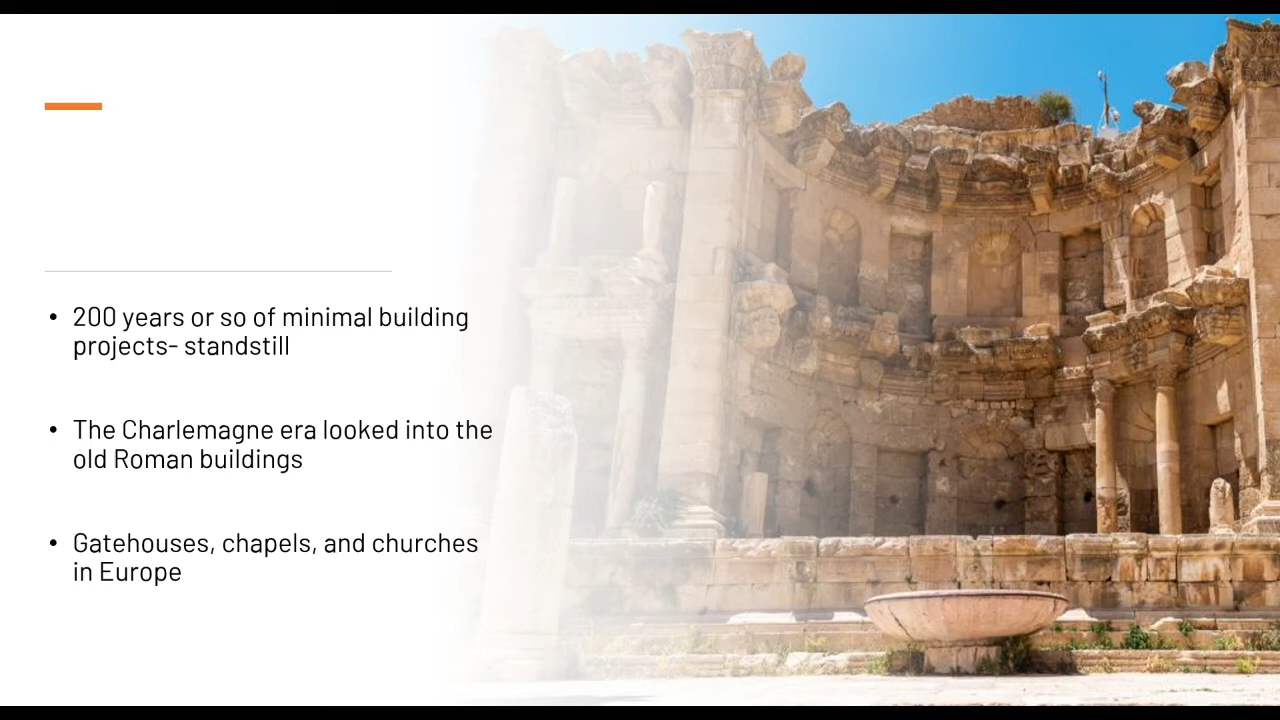 • 200 years or so of minimal building
projects- standstill
• The Charlemagne era looked into the
old Roman buildings
• Gatehouses, chapels, and churches
in Europe